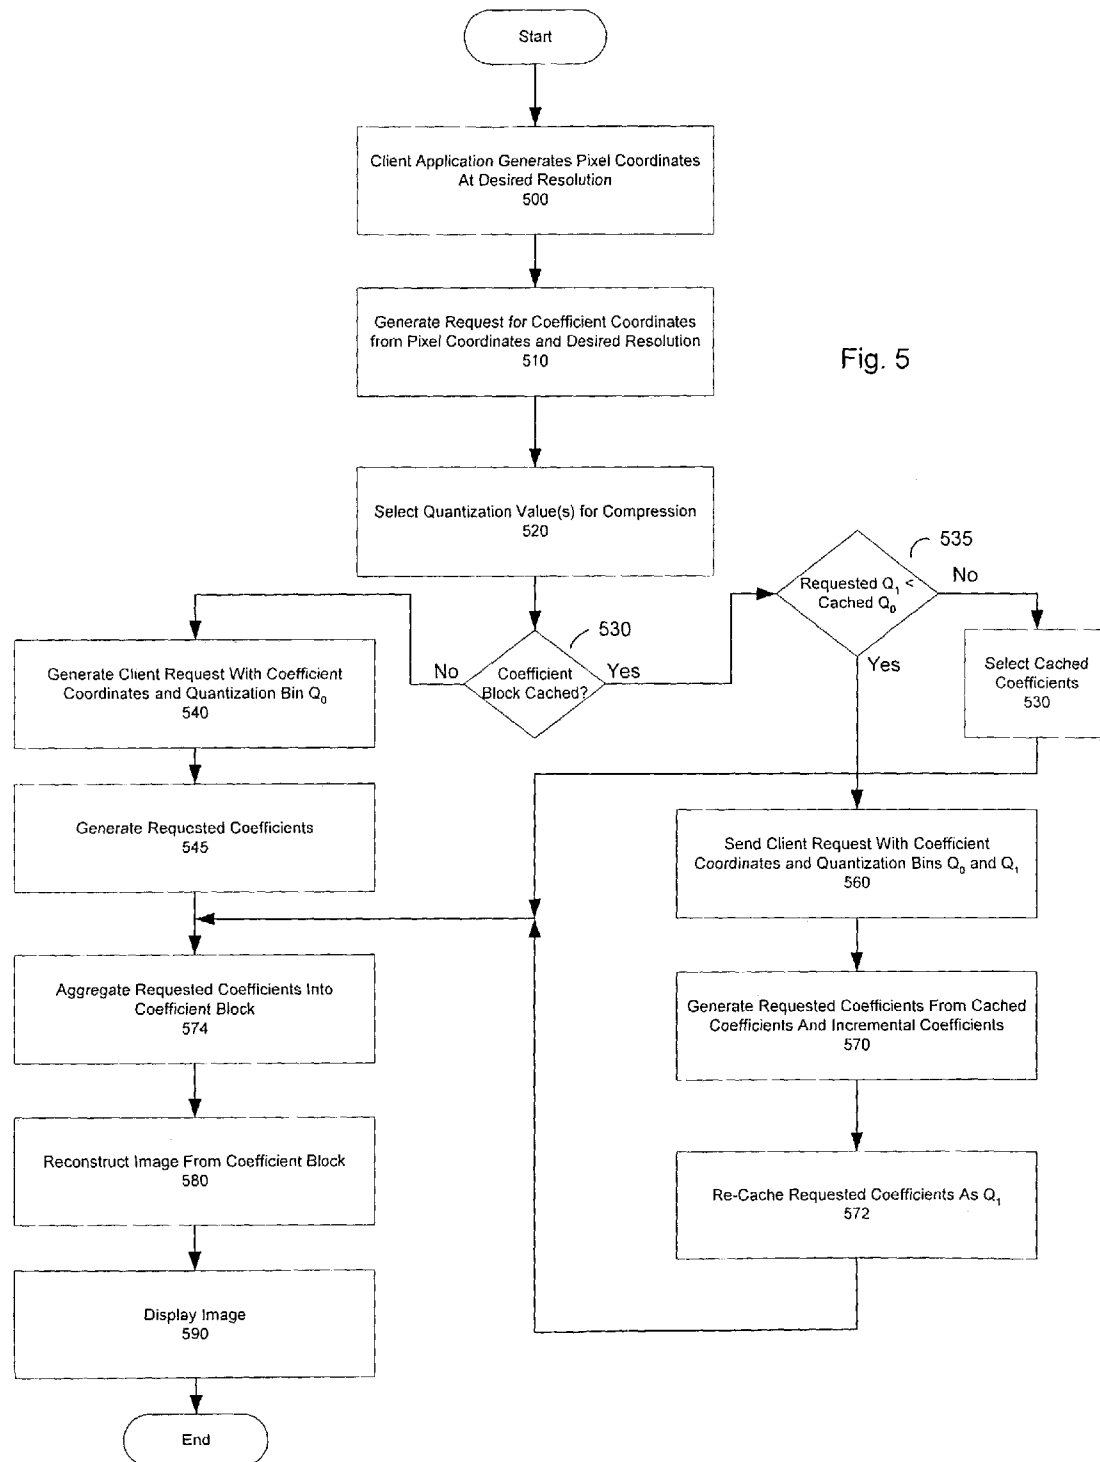 Start
Client Application Generates Pixel Coordinates
At Desired Resolution
500
Generate Request for Coefficient Coordinates
from Pixel Coordinates and Desired Resolution
510
Fig. 5
Select Quantization Value(s) for Compression
520
535
Requested Q1 <
Cached Q0
No
Yes
530
Coefficient
Block Cached?
No
Yes
Select Cached
Coefficients
530
Generate Client Request With Coefficient
Coordinates and Quantization Bin Q0
540
Generate Requested Coefficients
545
Send Client Request With Coefficient
Coordinates and Quantization Bins Q0 and Q1
560
Aggregate Requested Coefficients Into
Coefficient Block
574
Generate Requested Coefficients From Cached
Coefficients And Incremental Coefficients
570
Reconstruct Image From Coefficient Block
580
Re-Cache Requested Coefficients As Q1
572
Display Image
590
End